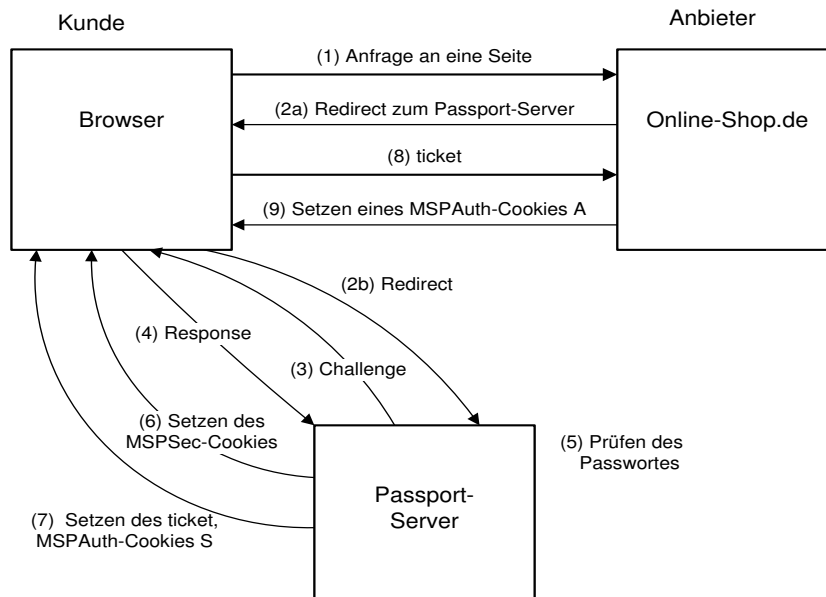 Kunde
Anbieter
(1) Anfrage an eine Seite
Browser
(2a) Redirect zum Passport-Server
Online-Shop.de
(8) ticket
(9) Setzen eines MSPAuth-Cookies A
(2b) Redirect
(4) Response
(3) Challenge
(6) Setzen des
MSPSec-Cookies
(5) Prüfen des
Passwortes
Passport-
Server
(7) Setzen des ticket,
MSPAuth-Cookies S